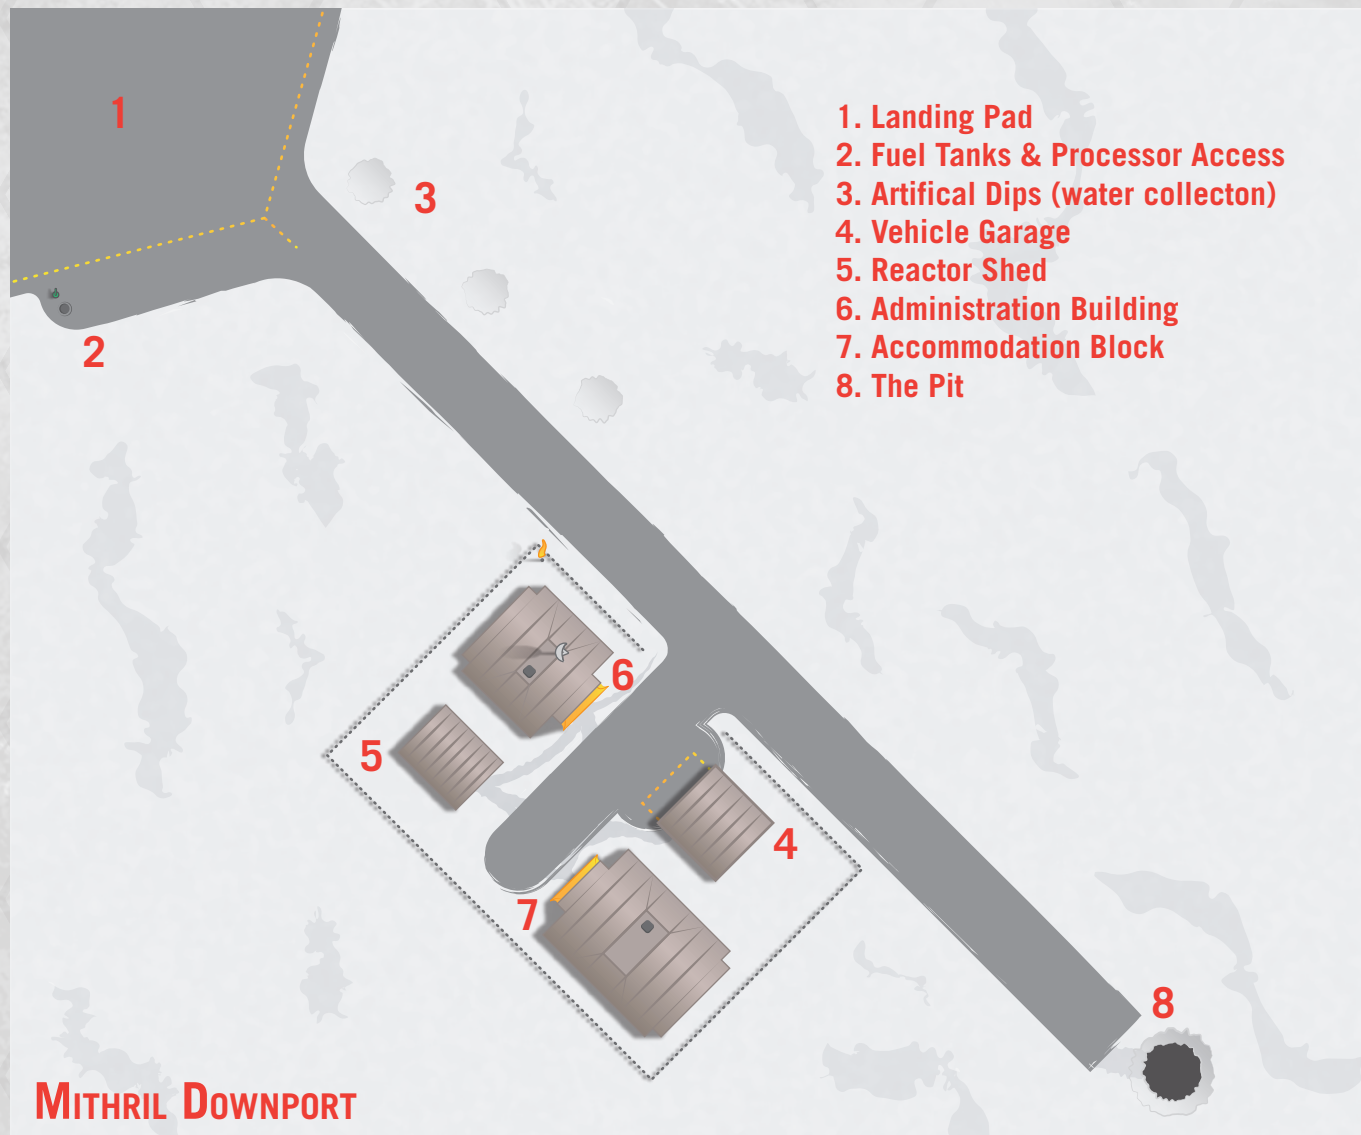 1
1. Landing Pad
2. Fuel Tanks & Processor Access
3. Artifical Dips (water collecton)
4. Vehicle Garage
5. Reactor Shed
6. Administration Building
7. Accommodation Block
8. The Pit
3
2
6
5
4
7
8
Mithril Downport